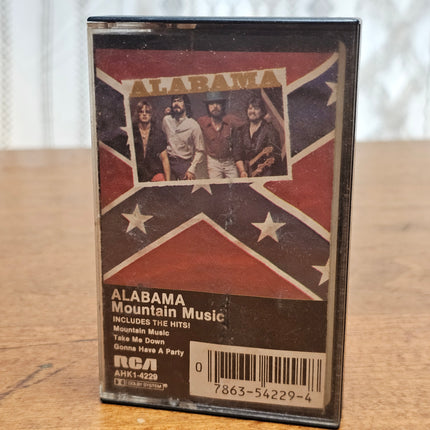 ALABAMA
ALABAMA
Mountain Music
INCLUDES THE HITS!
Mountain Music
Take Me Down
Gonna Have A Party
RCA
AHK1-4229
DOLBY SYSTEM
0
7863-54229-4